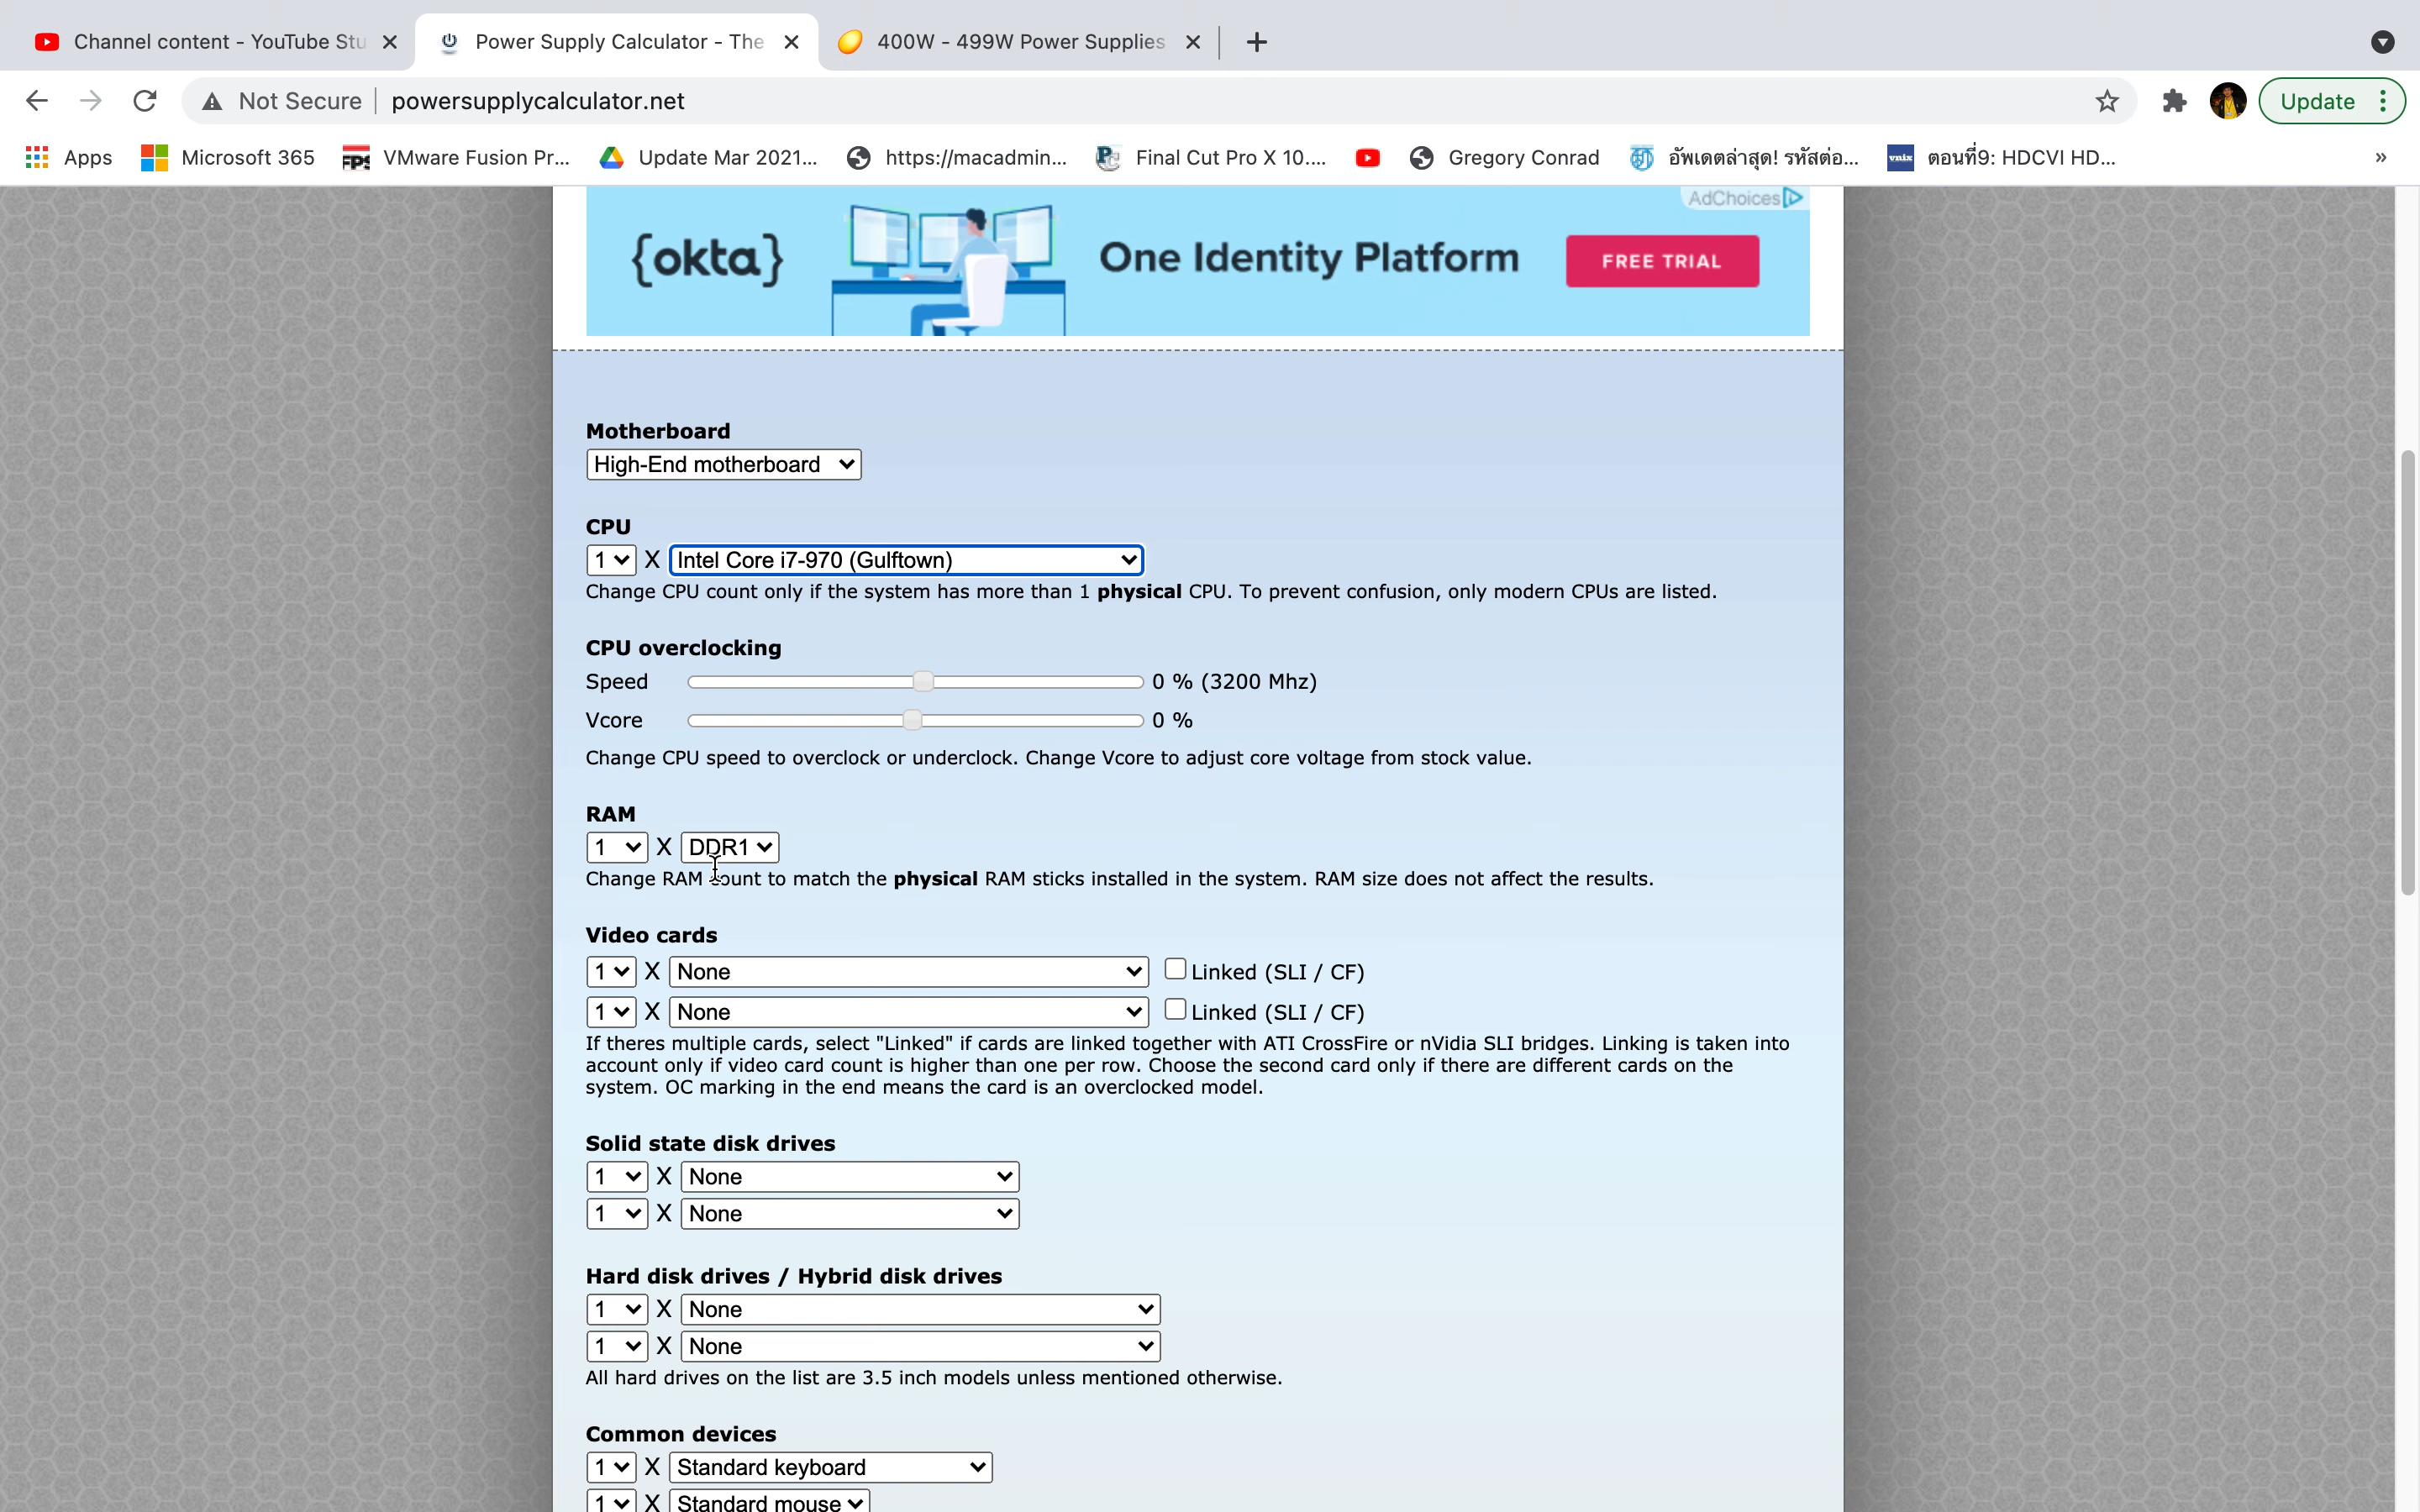 Channel content - YouTube Stu
Power Supply Calculator - The
400W - 499W Power Supplies
Not Secure
powersupplycalculator.net
Update
Apps
Microsoft 365
VMware Fusion Pr...
Update Mar 2021...
https://macadmin...
Final Cut Pro X 10....
Gregory Conrad
อัพเดตล่าสุด! รหัสต่อ...
vnix
ตอนที่9: HDCVI HD...
»
AdChoices
{okta}
One Identity Platform
FREE TRIAL
Motherboard
High-End motherboard
CPU
1 X Intel Core i7-970 (Gulftown)
Change CPU count only if the system has more than 1 physical CPU. To prevent confusion, only modern CPUs are listed.
CPU overclocking
Speed 0 % (3200 Mhz)
Vcore 0 %
Change CPU speed to overclock or underclock. Change Vcore to adjust core voltage from stock value.
RAM
1 X DDR1
Change RAM count to match the physical RAM sticks installed in the system. RAM size does not affect the results.
Video cards
1 X None Linked (SLI / CF)
1 X None Linked (SLI / CF)
If theres multiple cards, select "Linked" if cards are linked together with ATI CrossFire or nVidia SLI bridges. Linking is taken into
account only if video card count is higher than one per row. Choose the second card only if there are different cards on the
system. OC marking in the end means the card is an overclocked model.
Solid state disk drives
1 X None
1 X None
Hard disk drives / Hybrid disk drives
1 X None
1 X None
All hard drives on the list are 3.5 inch models unless mentioned otherwise.
Common devices
1 X Standard keyboard
1 X Standard mouse